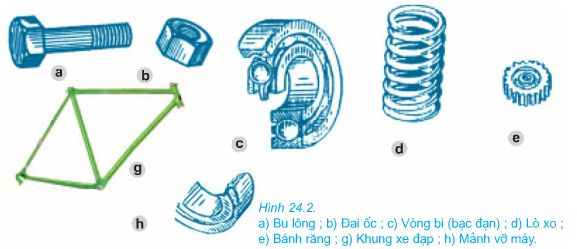 a
b
c
d
e
g
h
Hình 24.2.
a) Bu lông ; b) Đai ốc ; c) Vòng bi (bạc đạn) ; d) Lò xo ;
e) Bánh răng ; g) Khung xe đạp ; h) Mảnh vỡ máy.